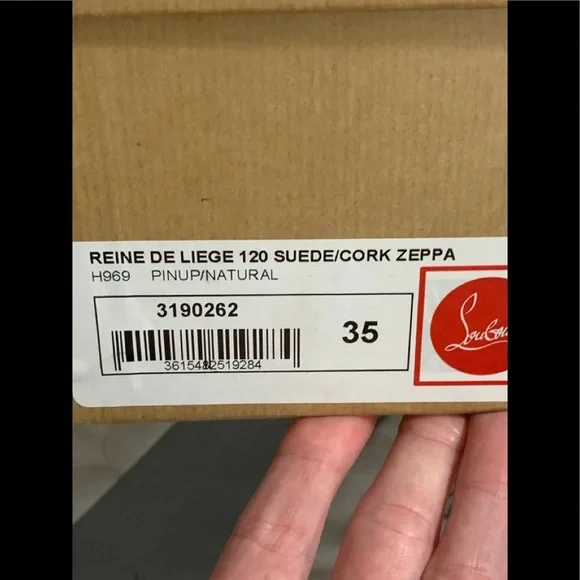 REINE DE LIEGE 120 SUEDE/CORK ZEPPA
H969 PINUP/NATURAL
3190262
35